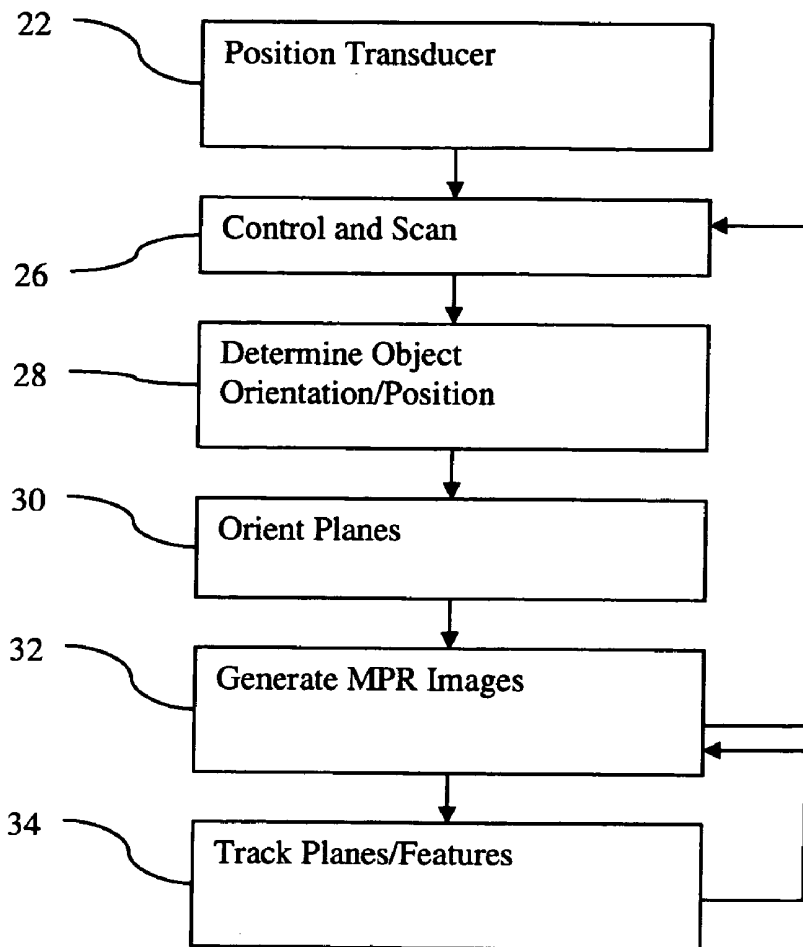 22
Position Transducer
26
Control and Scan
28
Determine Object
Orientation/Position
30
Orient Planes
32
Generate MPR Images
34
Track Planes/Features